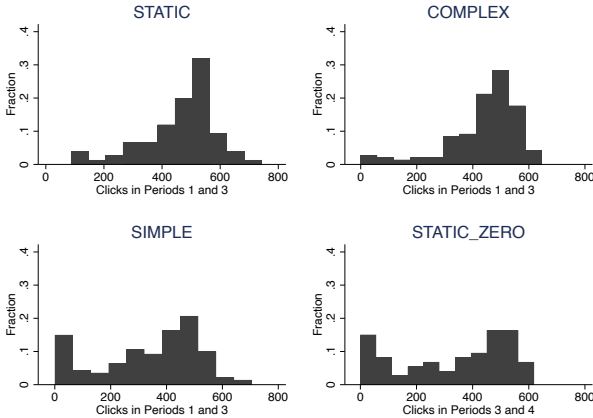 STATIC
COMPLEX
Fraction
0 .1 .2 .3 .4
0 200 400 600 800
Clicks in Periods 1 and 3
Fraction
0 .1 .2 .3 .4
0 200 400 600 800
Clicks in Periods 1 and 3
SIMPLE
STATIC_ZERO
Fraction
0 .1 .2 .3 .4
0 200 400 600 800
Clicks in Periods 1 and 3
Fraction
0 .1 .2 .3 .4
0 200 400 600 800
Clicks in Periods 3 and 4